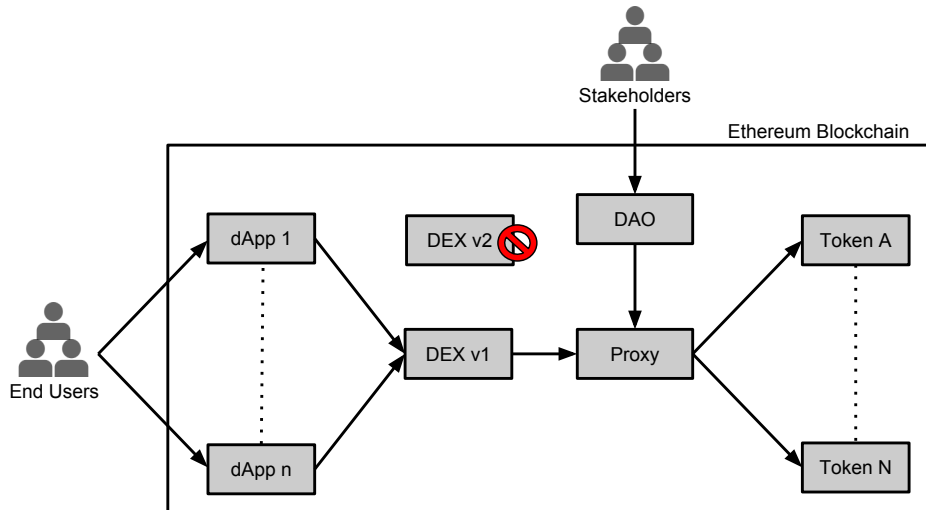 Stakeholders
Ethereum Blockchain
dApp 1
DEX v2
DAO
Token A
DEX v1
Proxy
End Users
dApp n
Token N